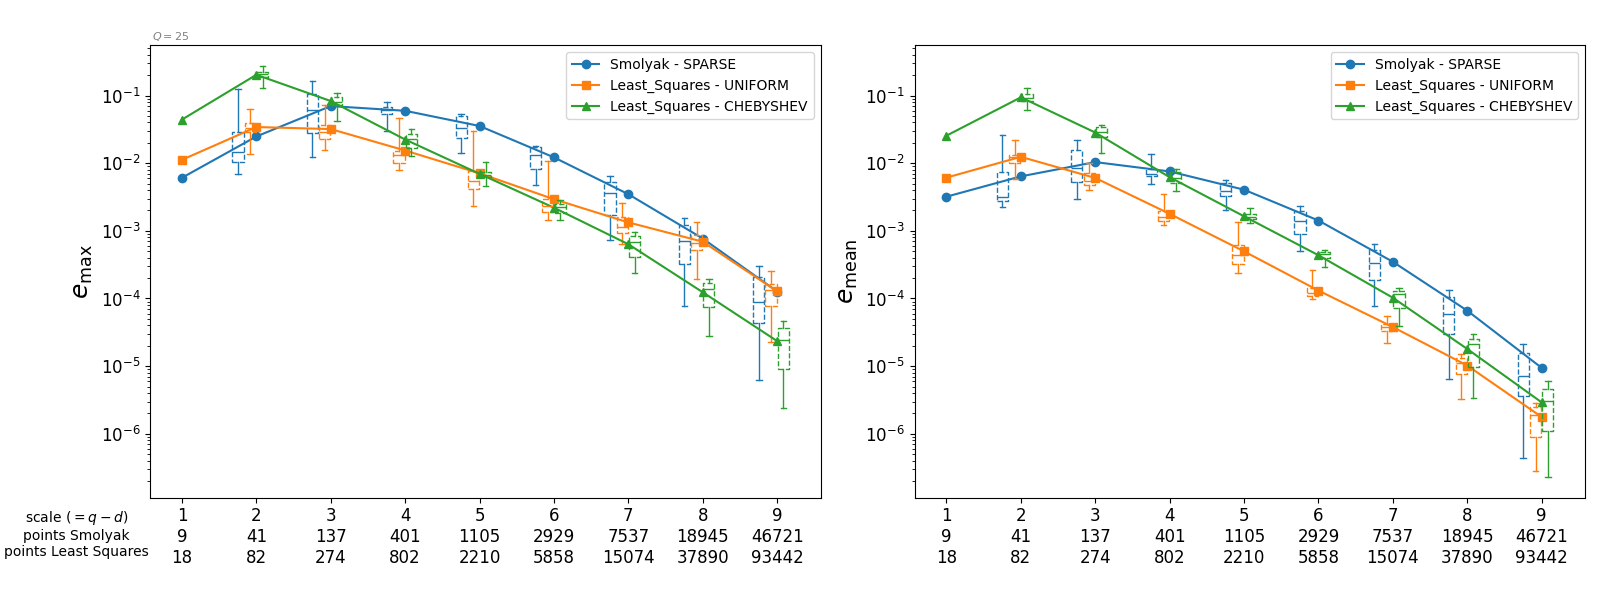 Q = 25
Smolyak - SPARSE
Least_Squares - UNIFORM
Least_Squares - CHEBYSHEV
Smolyak - SPARSE
Least_Squares - UNIFORM
Least_Squares - CHEBYSHEV
e_max
10^{-1}
10^{-2}
10^{-3}
10^{-4}
10^{-5}
10^{-6}
e_mean
10^{-1}
10^{-2}
10^{-3}
10^{-4}
10^{-5}
10^{-6}
scale (= q − d) 1 2 3 4 5 6 7 8 9 1 2 3 4 5 6 7 8 9
points Smolyak 9 41 137 401 1105 2929 7537 18945 46721 9 41 137 401 1105 2929 7537 18945 46721
points Least Squares 18 82 274 802 2210 5858 15074 37890 93442 18 82 274 802 2210 5858 15074 37890 93442